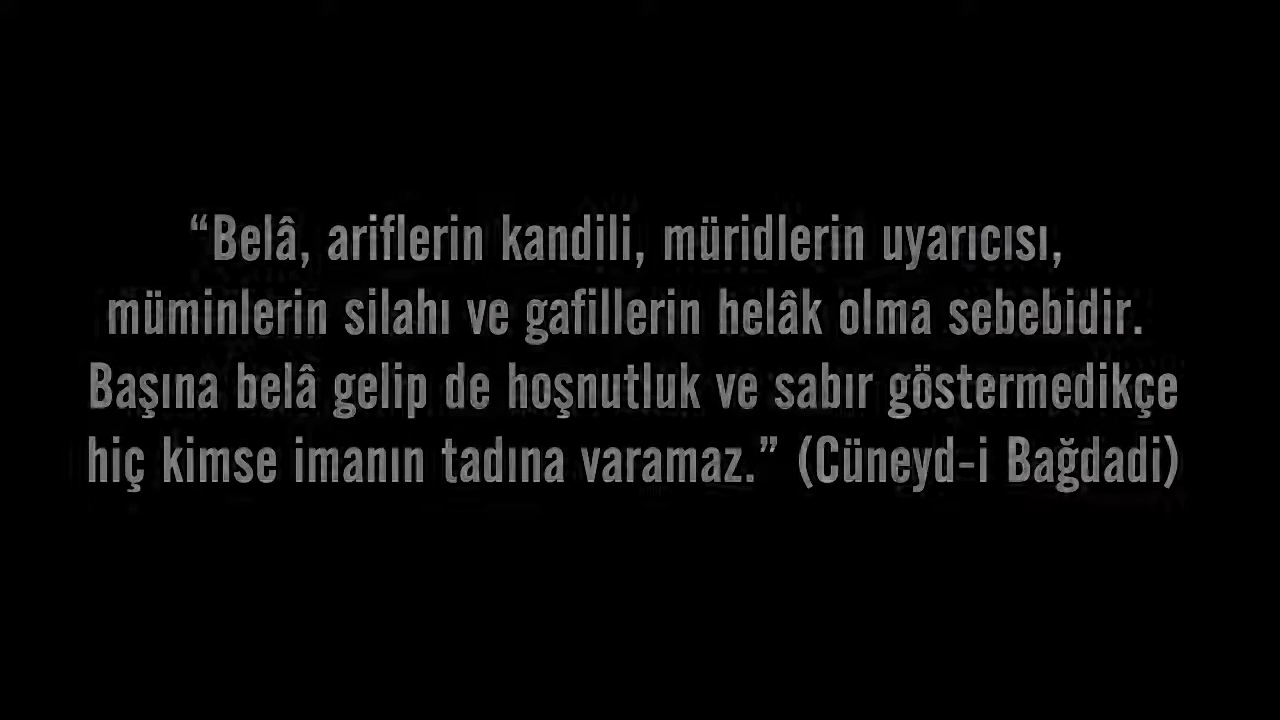 “Belâ, ariflerin kandili, müridlerin uyarıcısı,
müminlerin silahı ve gafillerin helâk olma sebebidir.
Başına belâ gelip de hoşnutluk ve sabır göstermedikçe
hiç kimse imanın tadına varamaz.” (Cüneyd-i Bağdadi)